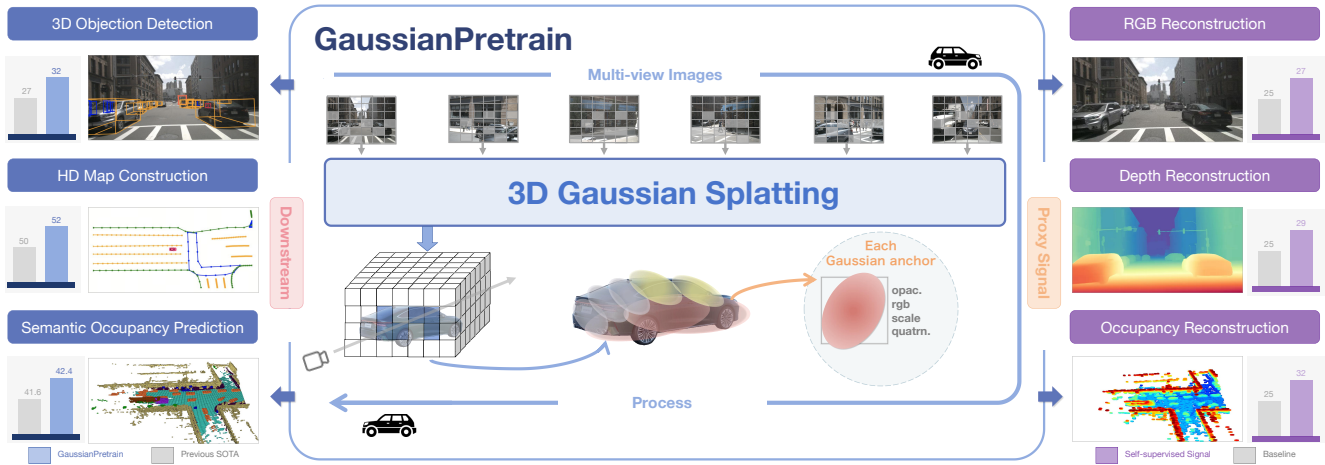 3D Objection Detection
27
32
HD Map Construction
50
52
Semantic Occupancy Prediction
41.6
42.4
GaussianPretrain
Previous SOTA
Downstream
GaussianPretrain
Multi-view Images
3D Gaussian Splatting
Each
Gaussian anchor
opac.
rgb
scale
quatrn.
Process
Proxy Signal
RGB Reconstruction
25
27
Depth Reconstruction
25
29
Occupancy Reconstruction
25
32
Self-supervised Signal
Baseline